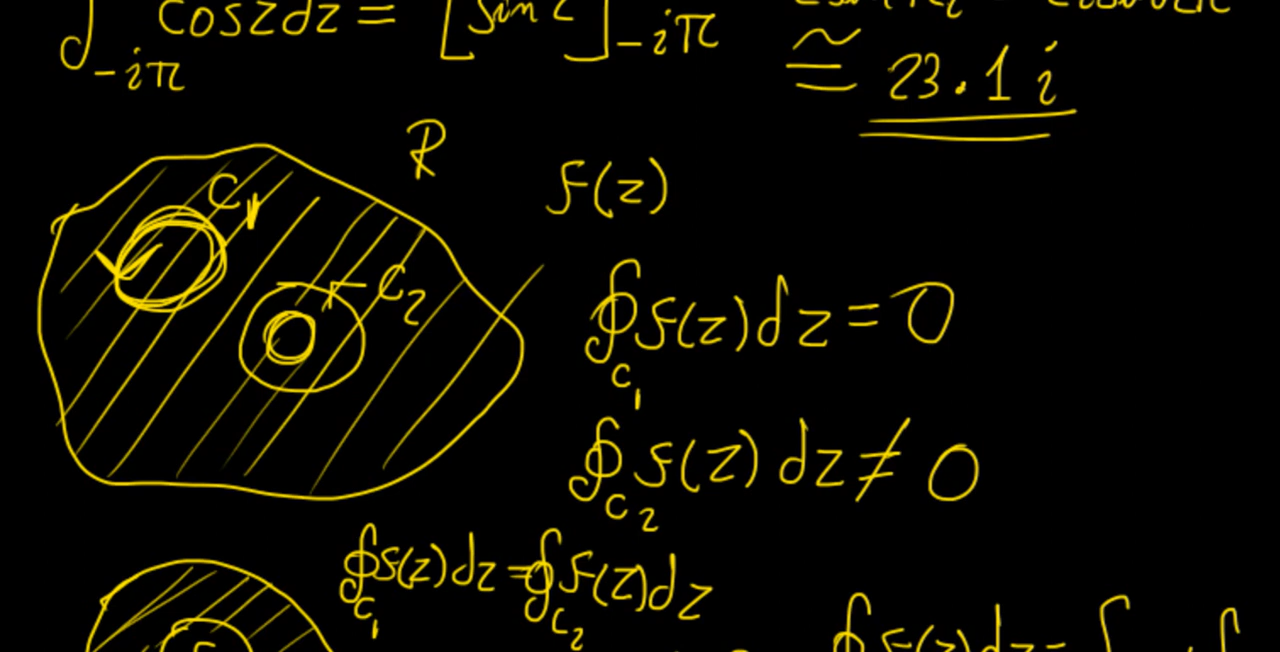 ∫_{-iπ} cos z dz = [sin z]_{-iπ}
≅ 23.1 i
R
C₁
f(z)
C₂
∮_{C₁} f(z) dz = 0
∮_{C₂} f(z) dz ≠ 0
∮_{C₁} f(z) dz = ∮_{C₂} f(z) dz
∮ f(z) dz = ∫